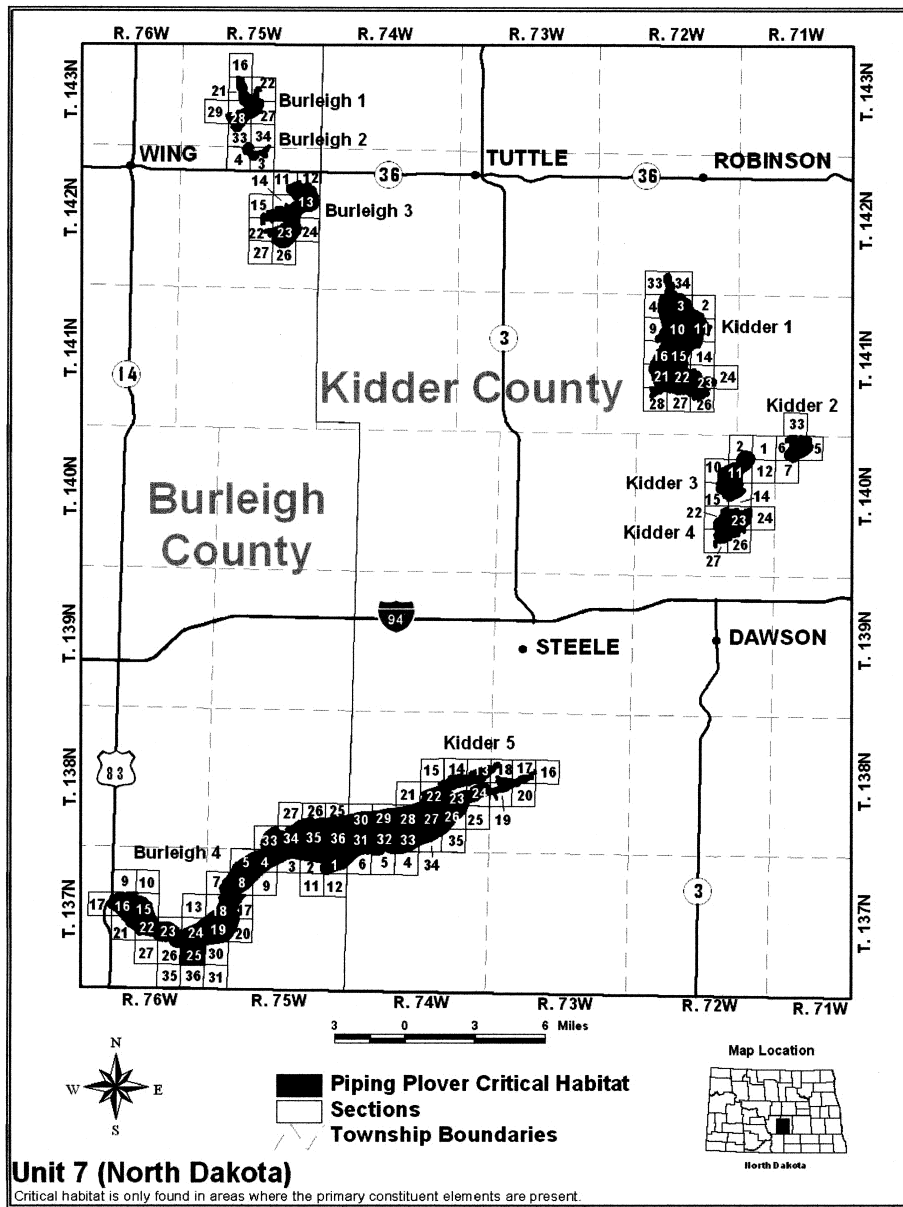 R. 76W R. 75W R. 74W R. 73W R. 72W R. 71W
T. 143N T. 143N
16
21 22
Burleigh 1
29 28 27
33 34
Burleigh 2
4 3
WING
TUTTLE
ROBINSON
36 36
14 11 12
T. 142N T. 142N
15 13
Burleigh 3
22 23 24
27 26
33 34
4 3 2
9 10 11
Kidder 1
3
T. 141N T. 141N
16 15 14
14
Kidder County
21 22 23 24
28 27 26
Kidder 2
33
2 1 6 5
10 11 12 7
T. 140N T. 140N
Kidder 3
15 14
Burleigh
County
22 23 24
Kidder 4
26
27
94
T. 139N T. 139N
STEELE
DAWSON
Kidder 5
T. 138N T. 138N
83
15 14 13 18 17 16
21 22 23 24 20
19
27 26 25 30 29 28 27 26 25
33 34 35 36 31 32 33 35
34
Burleigh 4
5 4 3 2 1 6 5 4
7 8 9 11 12
9 10
3
T. 137N T. 137N
17 16 15 13 8 17
21 22 23 24 19 20
27 26 25 30
35 36 31
R. 76W R. 75W R. 74W R. 73W R. 72W R. 71W
3 0 3 6 Miles
N
W E
S
Map Location
North Dakota
Piping Plover Critical Habitat
Sections
Township Boundaries
Unit 7 (North Dakota)
Critical habitat is only found in areas where the primary constituent elements are present.